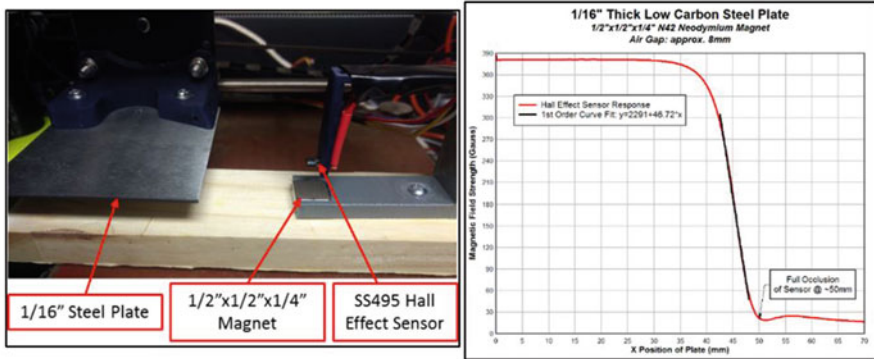 1/16" Steel Plate
1/2"x1/2"x1/4"
Magnet
SS495 Hall
Effect Sensor
1/16" Thick Low Carbon Steel Plate
1/2"x1/2"x1/4" N42 Neodymium Magnet
Air Gap: approx. 8mm
Magnetic Field Strength (Gauss)
390
360
330
300
270
240
210
180
150
120
90
60
30
0
Hall Effect Sensor Response
1st Order Curve Fit: y=2291+46.72*x
Full Occlusion
of Sensor @ ~50mm
0 5 10 15 20 25 30 35 40 45 50 55 60 65 70
X Position of Plate (mm)